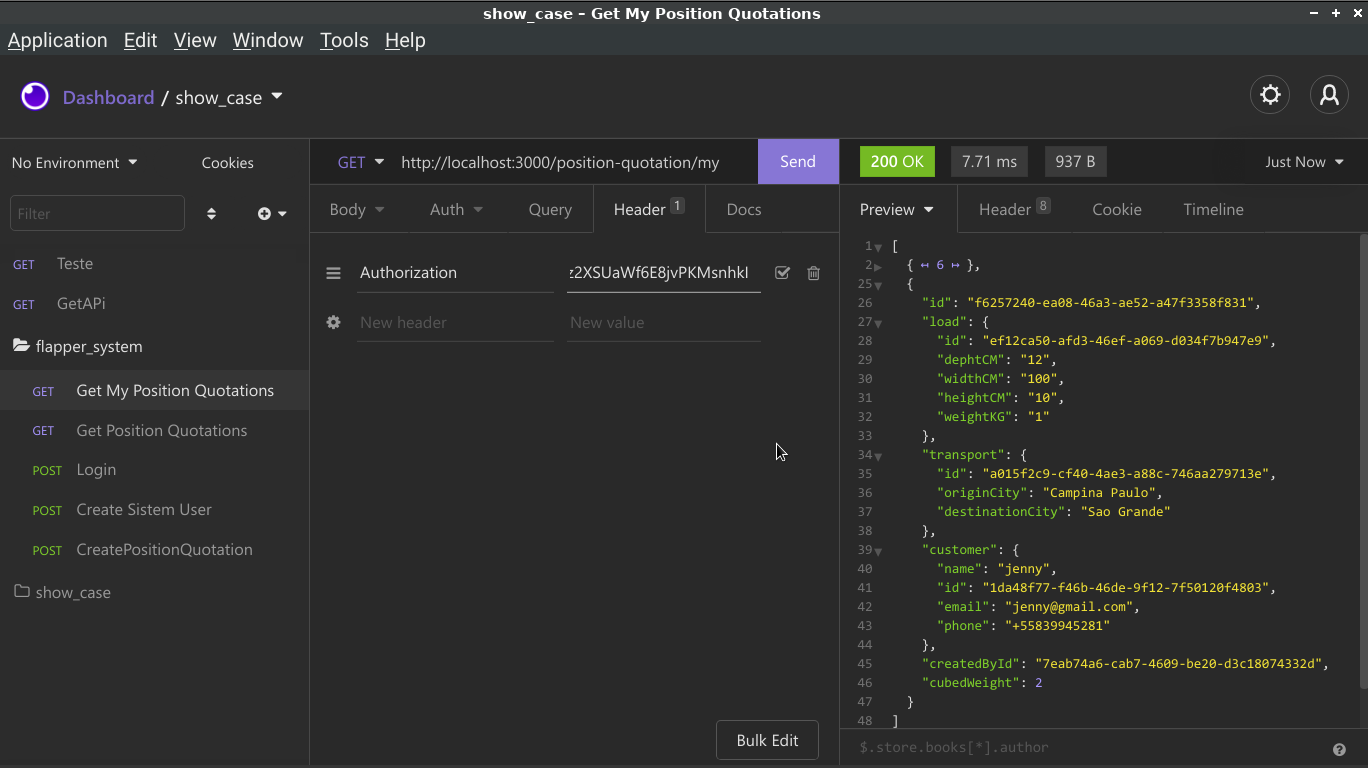 show_case – Get My Position Quotations
Application Edit View Window Tools Help
Dashboard / show_case
No Environment Cookies
Filter
GET Teste
GET GetAPi
flapper_system
GET Get My Position Quotations
GET Get Position Quotations
POST Login
POST Create Sistem User
POST CreatePositionQuotation
show_case
GET http://localhost:3000/position-quotation/my Send
Body Auth Query Header 1 Docs
Authorization z2XSUaWf6E8jvPKMsnhkI
New header New value
Bulk Edit
200 OK 7.71 ms 937 B Just Now
Preview Header 8 Cookie Timeline
1 [
2 { ↤ 6 ↦ },
25 {
26 "id": "f6257240-ea08-46a3-ae52-a47f3358f831",
27 "load": {
28 "id": "ef12ca50-afd3-46ef-a069-d034f7b947e9",
29 "dephtCM": "12",
30 "widthCM": "100",
31 "heightCM": "10",
32 "weightKG": "1"
33 },
34 "transport": {
35 "id": "a015f2c9-cf40-4ae3-a88c-746aa279713e",
36 "originCity": "Campina Paulo",
37 "destinationCity": "Sao Grande"
38 },
39 "customer": {
40 "name": "jenny",
41 "id": "1da48f77-f46b-46de-9f12-7f50120f4803",
42 "email": "jenny@gmail.com",
43 "phone": "+55839945281"
44 },
45 "createdById": "7eab74a6-cab7-4609-be20-d3c18074332d",
46 "cubedWeight": 2
47 }
48 ]
$.store.books[*].author